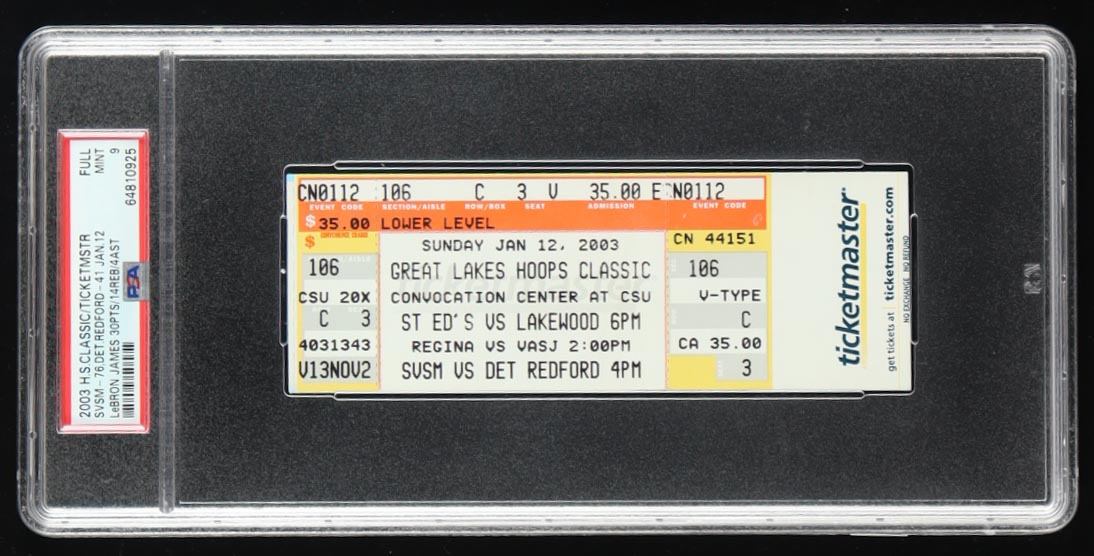 2003 H.S.CLASSIC/TICKETMSTR FULL
SVSM-76,DET.REDFORD-41 JAN.12 MINT
LeBRON JAMES 30PTS/14REB/4AST 9
64810925
PSA
CN0112 106 C 3 V 35.00 E CN0112
EVENT CODE SECTION/AISLE ROW/BOX SEAT ADMISSION EVENT CODE
$35.00 LOWER LEVEL
$ CONVENIENCE CHARGE
SUNDAY JAN 12, 2003
CN 44151
106
GREAT LAKES HOOPS CLASSIC
106
CSU 20X
CONVOCATION CENTER AT CSU
V-TYPE
C 3
ST ED'S VS LAKEWOOD 6PM
C
4031343
REGINA VS VASJ 2:00PM
CA 35.00
V13NOV2
SVSM VS DET REDFORD 4PM
3
ticketmaster
ticketmaster
get tickets at ticketmaster.com
NO EXCHANGE NO REFUND